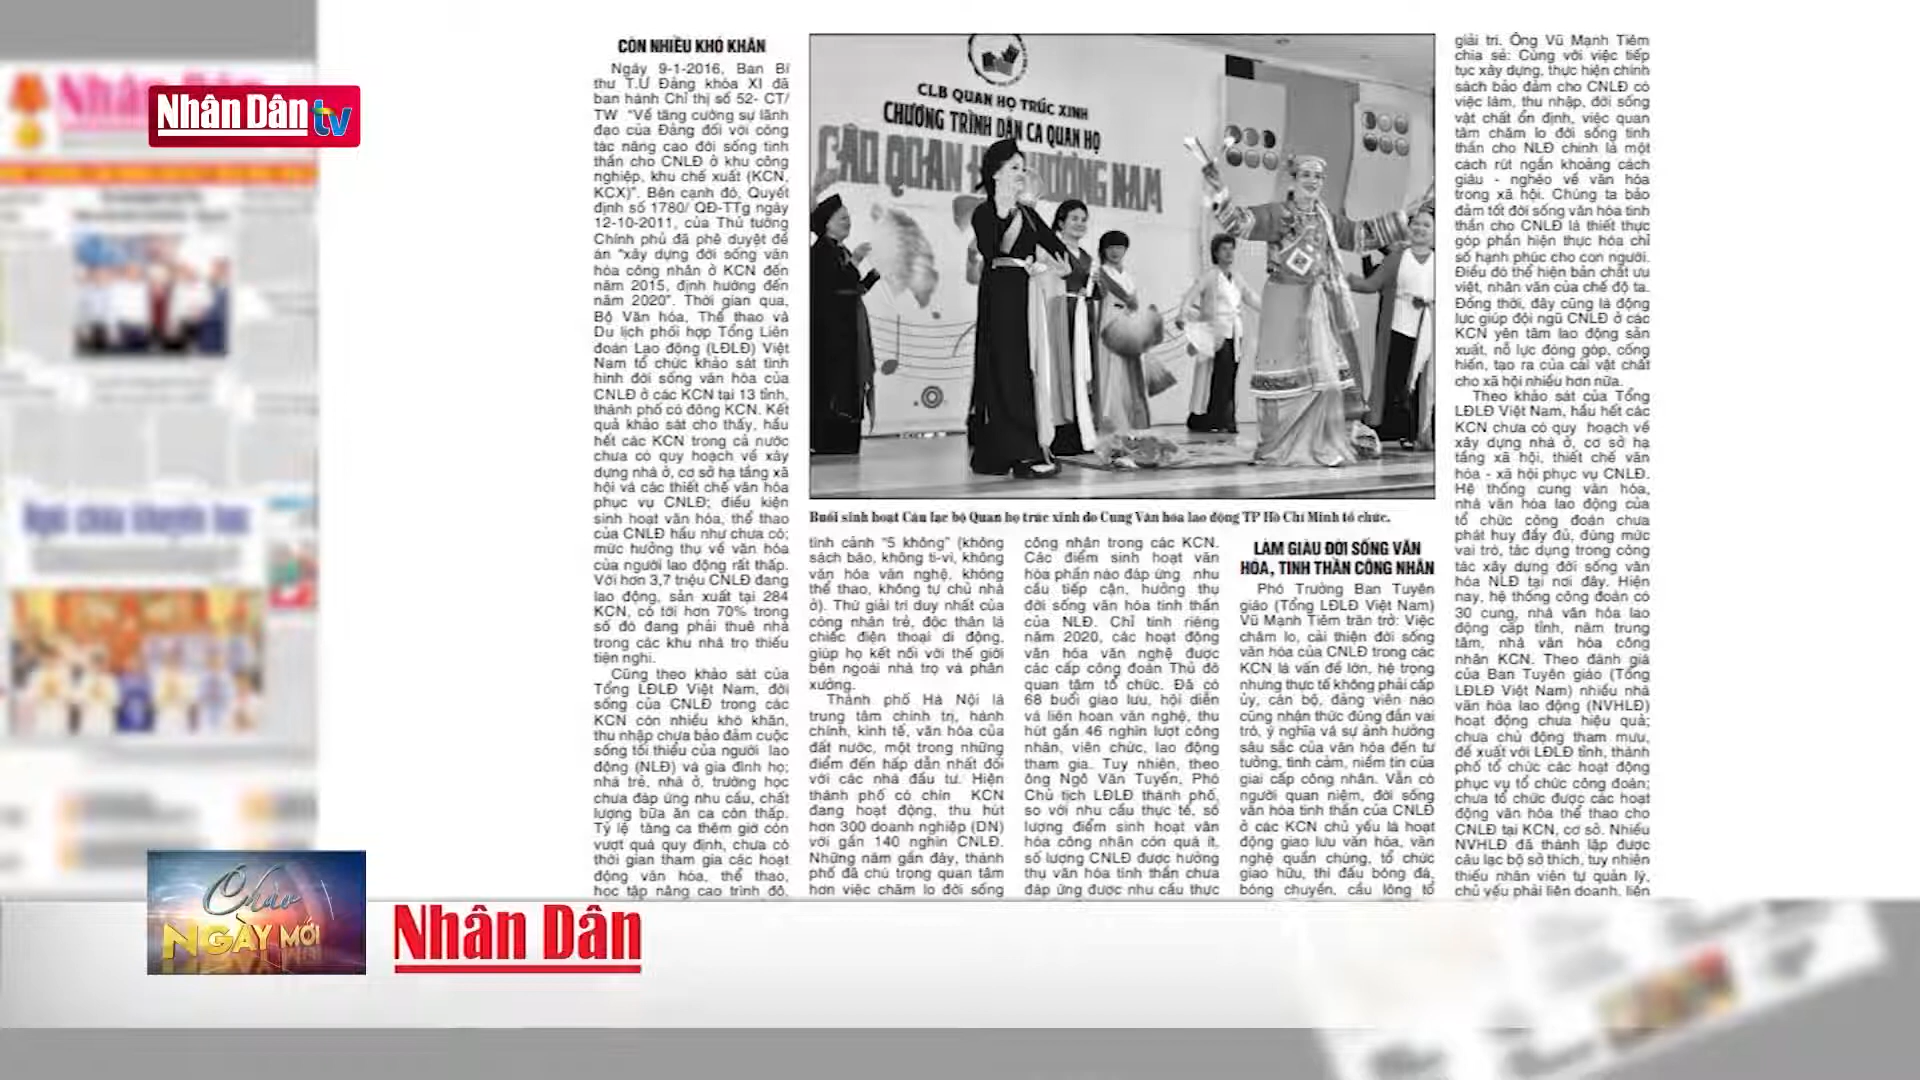 Nhân Dân tv
CÒN NHIỀU KHÓ KHĂN
Ngày 9-1-2016, Ban Bí
thư T.Ư Đảng khóa XI đã
ban hành Chỉ thị số 52- CT/
TW "Về tăng cường sự lãnh
đạo của Đảng đối với công
tác nâng cao đời sống tinh
thần cho CNLĐ ở khu công
nghiệp, khu chế xuất (KCN,
KCX)". Bên cạnh đó, Quyết
định số 1780/ QĐ-TTg ngày
12-10-2011, của Thủ tướng
Chính phủ đã phê duyệt đề
án "xây dựng đời sống văn
hóa công nhân ở KCN đến
năm 2015, định hướng đến
năm 2020". Thời gian qua,
Bộ Văn hóa, Thể thao và
Du lịch phối hợp Tổng Liên
đoàn Lao động (LĐLĐ) Việt
Nam tổ chức khảo sát tình
hình đời sống văn hóa của
CNLĐ ở các KCN tại 13 tỉnh,
thành phố có đông KCN. Kết
quả khảo sát cho thấy, hầu
hết các KCN trong cả nước
chưa có quy hoạch về xây
dựng nhà ở, cơ sở hạ tầng xã
hội và các thiết chế văn hóa
phục vụ CNLĐ; điều kiện
sinh hoạt văn hóa, thể thao
của CNLĐ hầu như chưa có;
mức hưởng thụ về văn hóa
của người lao động rất thấp.
Với hơn 3,7 triệu CNLĐ đang
lao động, sản xuất tại 284
KCN, có tới hơn 70% trong
số đó đang phải thuê nhà
trong các khu nhà trọ thiếu
tiện nghi.
Cũng theo khảo sát của
Tổng LĐLĐ Việt Nam, đời
sống của CNLĐ trong các
KCN còn nhiều khó khăn,
thu nhập chưa bảo đảm cuộc
sống tối thiểu của người lao
động (NLĐ) và gia đình họ;
nhà trẻ, nhà ở, trường học
chưa đáp ứng nhu cầu, chất
lượng bữa ăn ca còn thấp.
Tỷ lệ tăng ca thêm giờ còn
vượt quá quy định, chưa có
thời gian tham gia các hoạt
động văn hóa, thể thao,
học tập nâng cao trình độ,
CLB QUAN HỌ TRÚC XINH
CHƯƠNG TRÌNH DÂN CA QUAN HỌ
Buổi sinh hoạt Câu lạc bộ Quan họ trúc xinh do Cung Văn hóa lao động TP Hồ Chí Minh tổ chức.
tình cảnh "5 không" (không
sách báo, không ti-vi, không
văn hóa văn nghệ, không
thể thao, không tự chủ nhà
ở). Thứ giải trí duy nhất của
công nhân trẻ, độc thân là
chiếc điện thoại di động,
giúp họ kết nối với thế giới
bên ngoài nhà trọ và phân
xưởng.
Thành phố Hà Nội là
trung tâm chính trị, hành
chính, kinh tế, văn hóa của
đất nước, một trong những
điểm đến hấp dẫn nhất đối
với các nhà đầu tư. Hiện
thành phố có chín KCN
đang hoạt động, thu hút
hơn 300 doanh nghiệp (DN)
với gần 140 nghìn CNLĐ.
Những năm gần đây, thành
phố đã chú trọng quan tâm
hơn việc chăm lo đời sống
công nhân trong các KCN.
Các điểm sinh hoạt văn
hóa phần nào đáp ứng nhu
cầu tiếp cận, hưởng thụ
đời sống văn hóa tinh thần
của NLĐ. Chỉ tính riêng
năm 2020, các hoạt động
văn hóa văn nghệ được
các cấp công đoàn Thủ đô
quan tâm tổ chức. Đã có
68 buổi giao lưu, hội diễn
và liên hoan văn nghệ, thu
hút gần 46 nghìn lượt công
nhân, viên chức, lao động
tham gia. Tuy nhiên, theo
ông Ngô Văn Tuyến, Phó
Chủ tịch LĐLĐ thành phố,
so với nhu cầu thực tế, số
lượng điểm sinh hoạt văn
hóa công nhân còn quá ít,
số lượng CNLĐ được hưởng
thụ văn hóa tinh thần chưa
đáp ứng được nhu cầu thực
LÀM GIÀU ĐỜI SỐNG VĂN
HÓA, TINH THẦN CÔNG NHÂN
Phó Trưởng Ban Tuyên
giáo (Tổng LĐLĐ Việt Nam)
Vũ Mạnh Tiêm trăn trở: Việc
chăm lo, cải thiện đời sống
văn hóa của CNLĐ trong các
KCN là vấn đề lớn, hệ trọng
nhưng thực tế không phải cấp
ủy, cán bộ, đảng viên nào
cũng nhận thức đúng đắn vai
trò, ý nghĩa và sự ảnh hưởng
sâu sắc của văn hóa đến tư
tưởng, tình cảm, niềm tin của
giai cấp công nhân. Vẫn có
người quan niệm, đời sống
văn hóa tinh thần của CNLĐ
ở các KCN chủ yếu là hoạt
động giao lưu văn hóa, văn
nghệ quần chúng, tổ chức
giao hữu, thi đấu bóng đá,
bóng chuyền, cầu lông tổ
giải trí. Ông Vũ Mạnh Tiêm
chia sẻ: Cùng với việc tiếp
tục xây dựng, thực hiện chính
sách bảo đảm cho CNLĐ có
việc làm, thu nhập, đời sống
vật chất ổn định, việc quan
tâm chăm lo đời sống tinh
thần cho NLĐ chính là một
cách rút ngắn khoảng cách
giàu - nghèo về văn hóa
trong xã hội. Chúng ta bảo
đảm tốt đời sống văn hóa tinh
thần cho CNLĐ là thiết thực
góp phần hiện thực hóa chỉ
số hạnh phúc cho con người.
Điều đó thể hiện bản chất ưu
việt, nhân văn của chế độ ta.
Đồng thời, đây cũng là động
lực giúp đội ngũ CNLĐ ở các
KCN yên tâm lao động sản
xuất, nỗ lực đóng góp, cống
hiến, tạo ra của cải vật chất
cho xã hội nhiều hơn nữa.
Theo khảo sát của Tổng
LĐLĐ Việt Nam, hầu hết các
KCN chưa có quy hoạch về
xây dựng nhà ở, cơ sở hạ
tầng xã hội, thiết chế văn
hóa - xã hội phục vụ CNLĐ.
Hệ thống cung văn hóa,
nhà văn hóa lao động của
tổ chức công đoàn chưa
phát huy đầy đủ, đúng mức
vai trò, tác dụng trong công
tác xây dựng đời sống văn
hóa NLĐ tại nơi đây. Hiện
nay, hệ thống công đoàn có
30 cung, nhà văn hóa lao
động cấp tỉnh, năm trung
tâm, nhà văn hóa công
nhân KCN. Theo đánh giá
của Ban Tuyên giáo (Tổng
LĐLĐ Việt Nam) nhiều nhà
văn hóa lao động (NVHLĐ)
hoạt động chưa hiệu quả;
chưa chủ động tham mưu,
đề xuất với LĐLĐ tỉnh, thành
phố tổ chức các hoạt động
phục vụ tổ chức công đoàn;
chưa tổ chức được các hoạt
động văn hóa thể thao cho
CNLĐ tại KCN, cơ sở. Nhiều
NVHLĐ đã thành lập được
câu lạc bộ sở thích, tuy nhiên
thiếu nhân viên tự quản lý,
chủ yếu phải liên doanh, liên
Chào
NGÀY MỚI
Nhân Dân